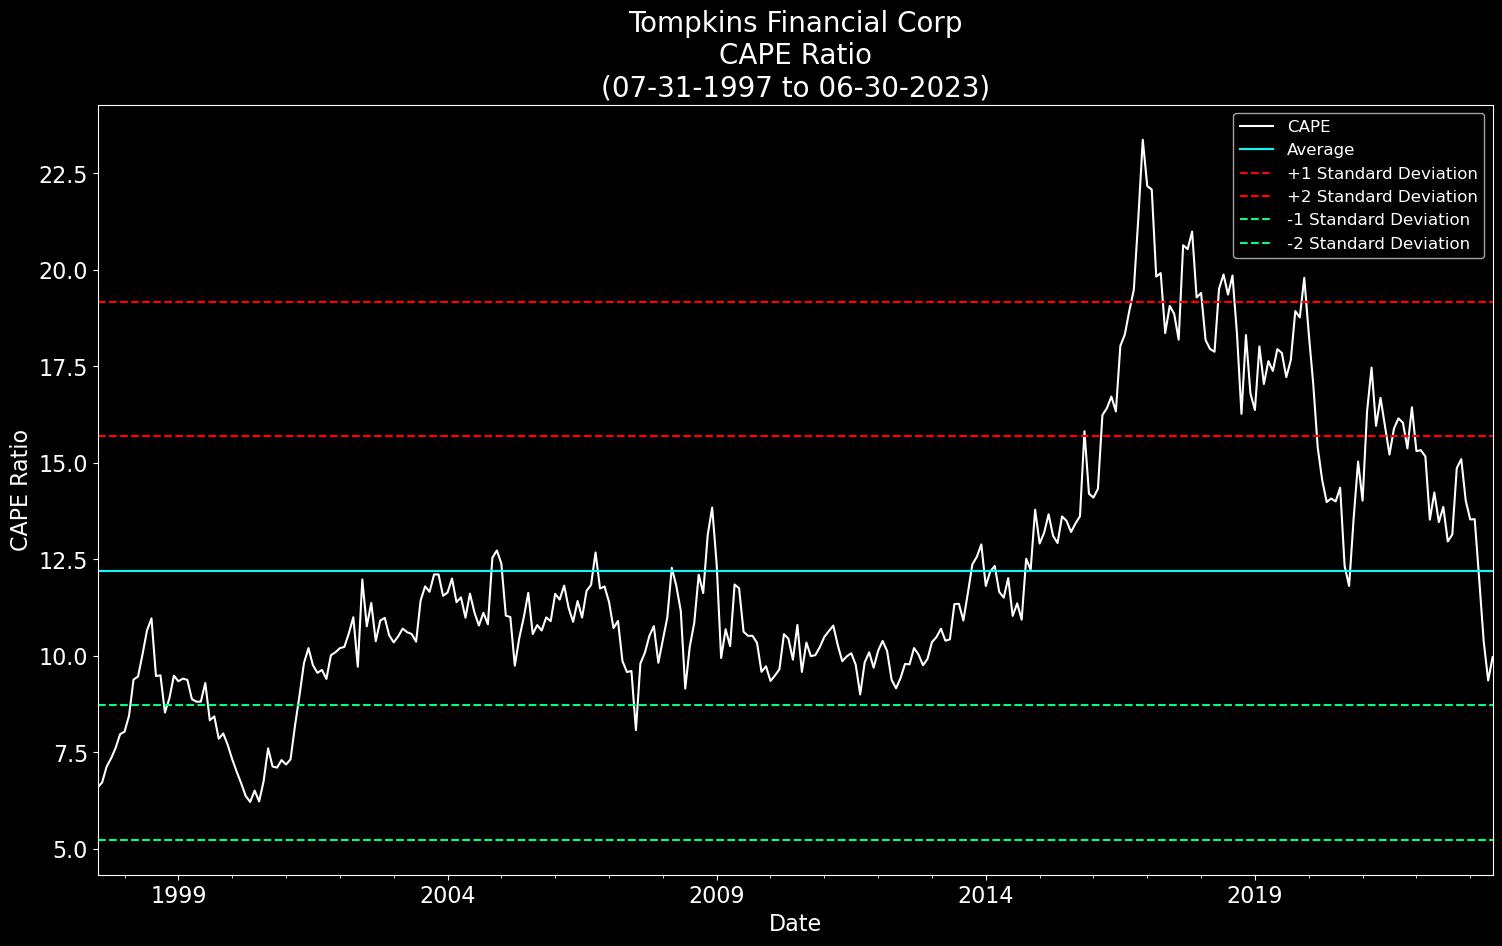 Tompkins Financial Corp
CAPE Ratio
(07-31-1997 to 06-30-2023)
CAPE
Average
+1 Standard Deviation
+2 Standard Deviation
-1 Standard Deviation
-2 Standard Deviation
22.5
20.0
17.5
15.0
12.5
10.0
7.5
5.0
CAPE Ratio
1999
2004
2009
2014
2019
Date